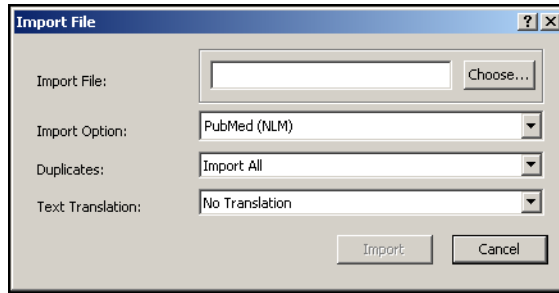 Import File
Import File:
Choose...
Import Option:
PubMed (NLM)
Duplicates:
Import All
Text Translation:
No Translation
Import
Cancel